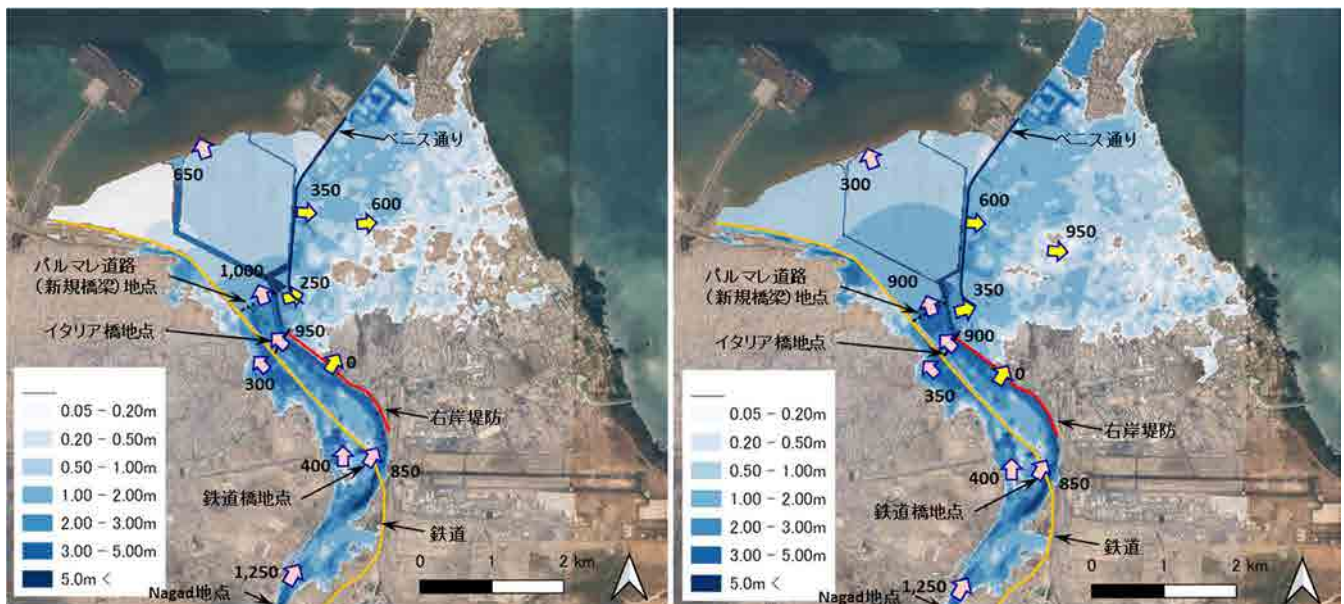 ベニス通り
650
350
600
パルマレ道路
(新規橋梁)地点
1,000
250
イタリア橋地点
950
0
300
右岸堤防
400
850
鉄道橋地点
鉄道
1,250
Nagad地点
0.05 - 0.20m
0.20 - 0.50m
0.50 - 1.00m
1.00 - 2.00m
2.00 - 3.00m
3.00 - 5.00m
5.0m <
0 1 2 km
ベニス通り
300
600
950
パルマレ道路
(新規橋梁)地点
900
350
イタリア橋地点
900
0
350
右岸堤防
400
850
鉄道橋地点
鉄道
1,250
Nagad地点
0.05 - 0.20m
0.20 - 0.50m
0.50 - 1.00m
1.00 - 2.00m
2.00 - 3.00m
3.00 - 5.00m
5.0m <
0 1 2 km